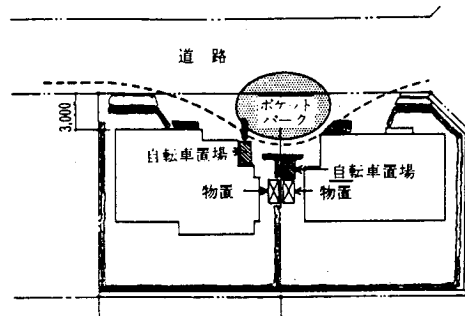 道路
ポケット
パーク
3,000
自転車置場
自転車置場
物置
物置